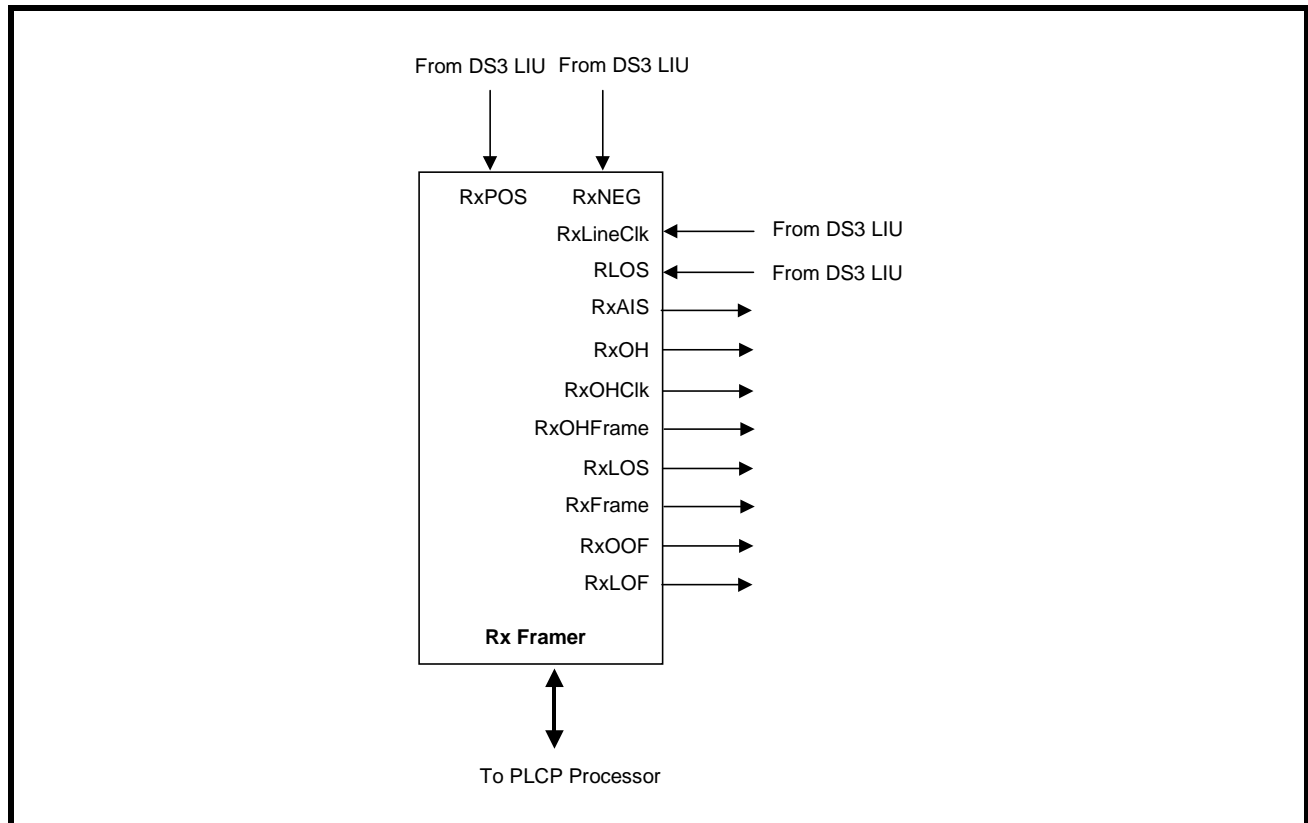 From DS3 LIU From DS3 LIU
RxPOS RxNEG
RxLineClk From DS3 LIU
RLOS From DS3 LIU
RxAIS
RxOH
RxOHClk
RxOHFrame
RxLOS
RxFrame
RxOOF
RxLOF
Rx Framer
To PLCP Processor